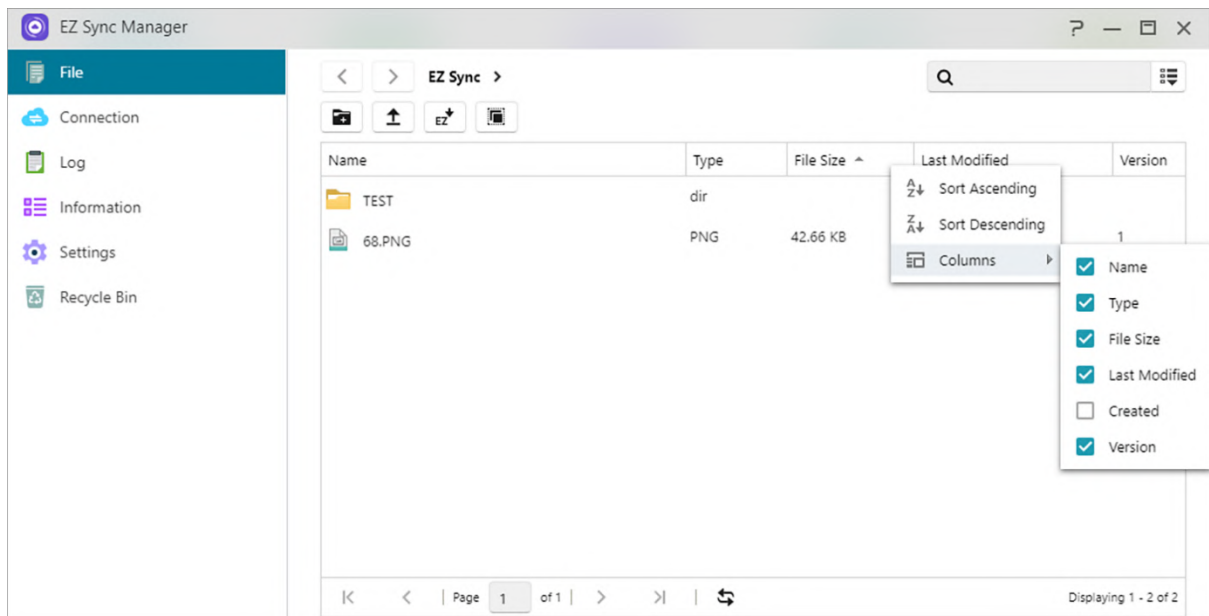 EZ Sync Manager
File
Connection
Log
Information
Settings
Recycle Bin
EZ Sync
EZ
Name Type File Size Last Modified Version
TEST dir
68.PNG PNG 42.66 KB 1
Sort Ascending
Sort Descending
Columns
Name
Type
File Size
Last Modified
Created
Version
Page 1 of 1
Displaying 1 - 2 of 2